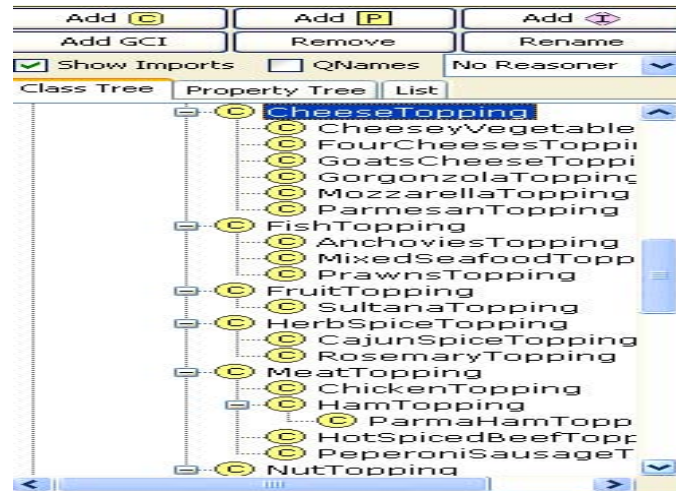 Add C Add P Add I
Add GCI Remove Rename
Show Imports QNames No Reasoner
Class Tree Property Tree List
C CheeseTopping
C CheeseyVegetable
C FourCheesesToppi
C GoatsCheeseToppi
C GorgonzolaTopping
C MozzarellaTopping
C ParmesanTopping
C FishTopping
C AnchoviesTopping
C MixedSeafoodTopp
C PrawnsTopping
C FruitTopping
C SultanaTopping
C HerbSpiceTopping
C CajunSpiceTopping
C RosemaryTopping
C MeatTopping
C ChickenTopping
C HamTopping
C ParmaHamTopp
C HotSpicedBeefTopp
C PeperoniSausageT
C NutTopping